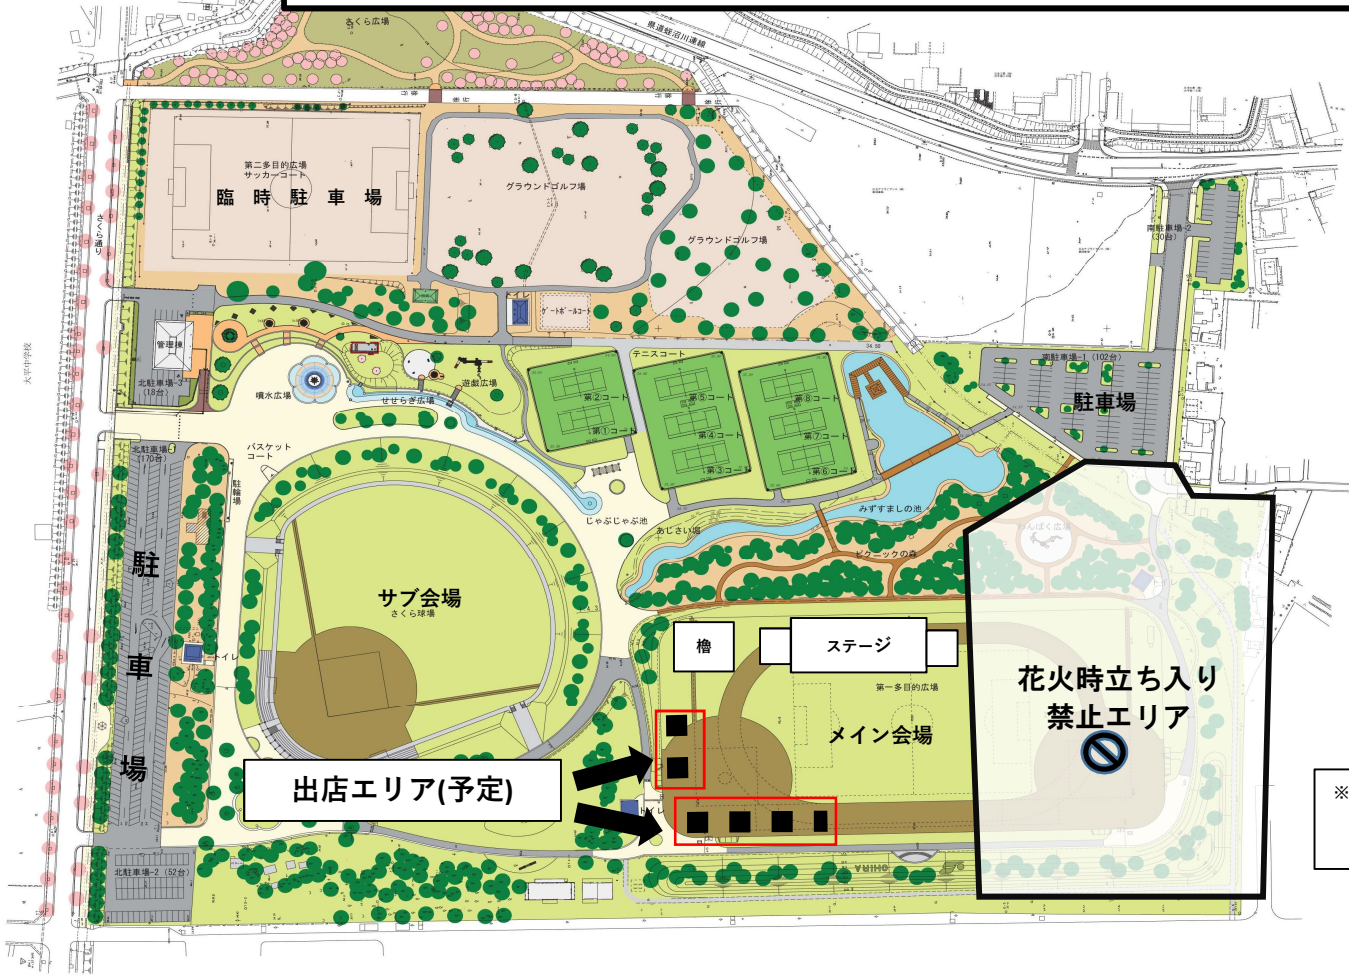 さくら広場
県道蛭沼川連線
第二多目的広場
サッカーコート
臨時駐車場
グラウンドゴルフ場
グラウンドゴルフ場
さくら通り
南駐車場-2
(30台)
トイレ
ゲートボールコート
管理棟
大平中学校
北駐車場-3
(18台)
噴水広場
せせらぎ広場
遊戯広場
テニスコート
第②コート
第⑤コート
第⑧コート
第①コート
第④コート
第⑦コート
第③コート
第⑥コート
南駐車場-1 (102台)
駐車場
バスケット
コート
駐輪場
(170台)
じゃぶじゃぶ池
あじさい堤
みずすましの池
ピクニックの森
わんぱく広場
トイレ
駐車場
サブ会場
さくら球場
トイレ
櫓
ステージ
第一多目的広場
メイン会場
花火時立ち入り
禁止エリア
出店エリア(予定)
トイレ
北駐車場-2 (52台)
OHIRA
※